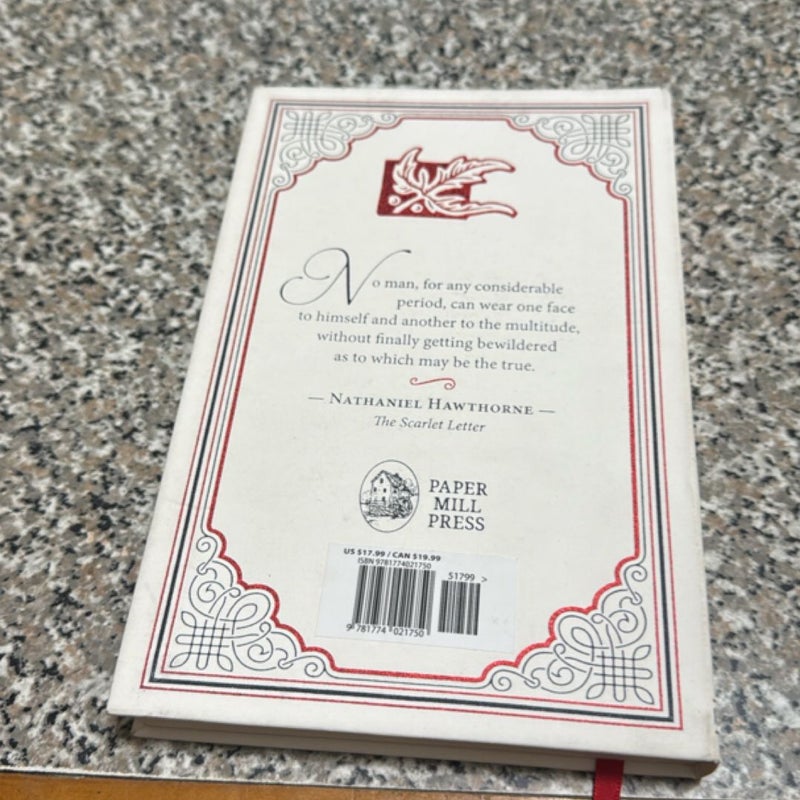 No man, for any considerable
period, can wear one face
to himself and another to the multitude,
without finally getting bewildered
as to which may be the true.
— Nathaniel Hawthorne —
The Scarlet Letter
PAPER
MILL
PRESS
US $17.99 / CAN $19.99
ISBN 9781774021750
51799 >
9 781774 021750